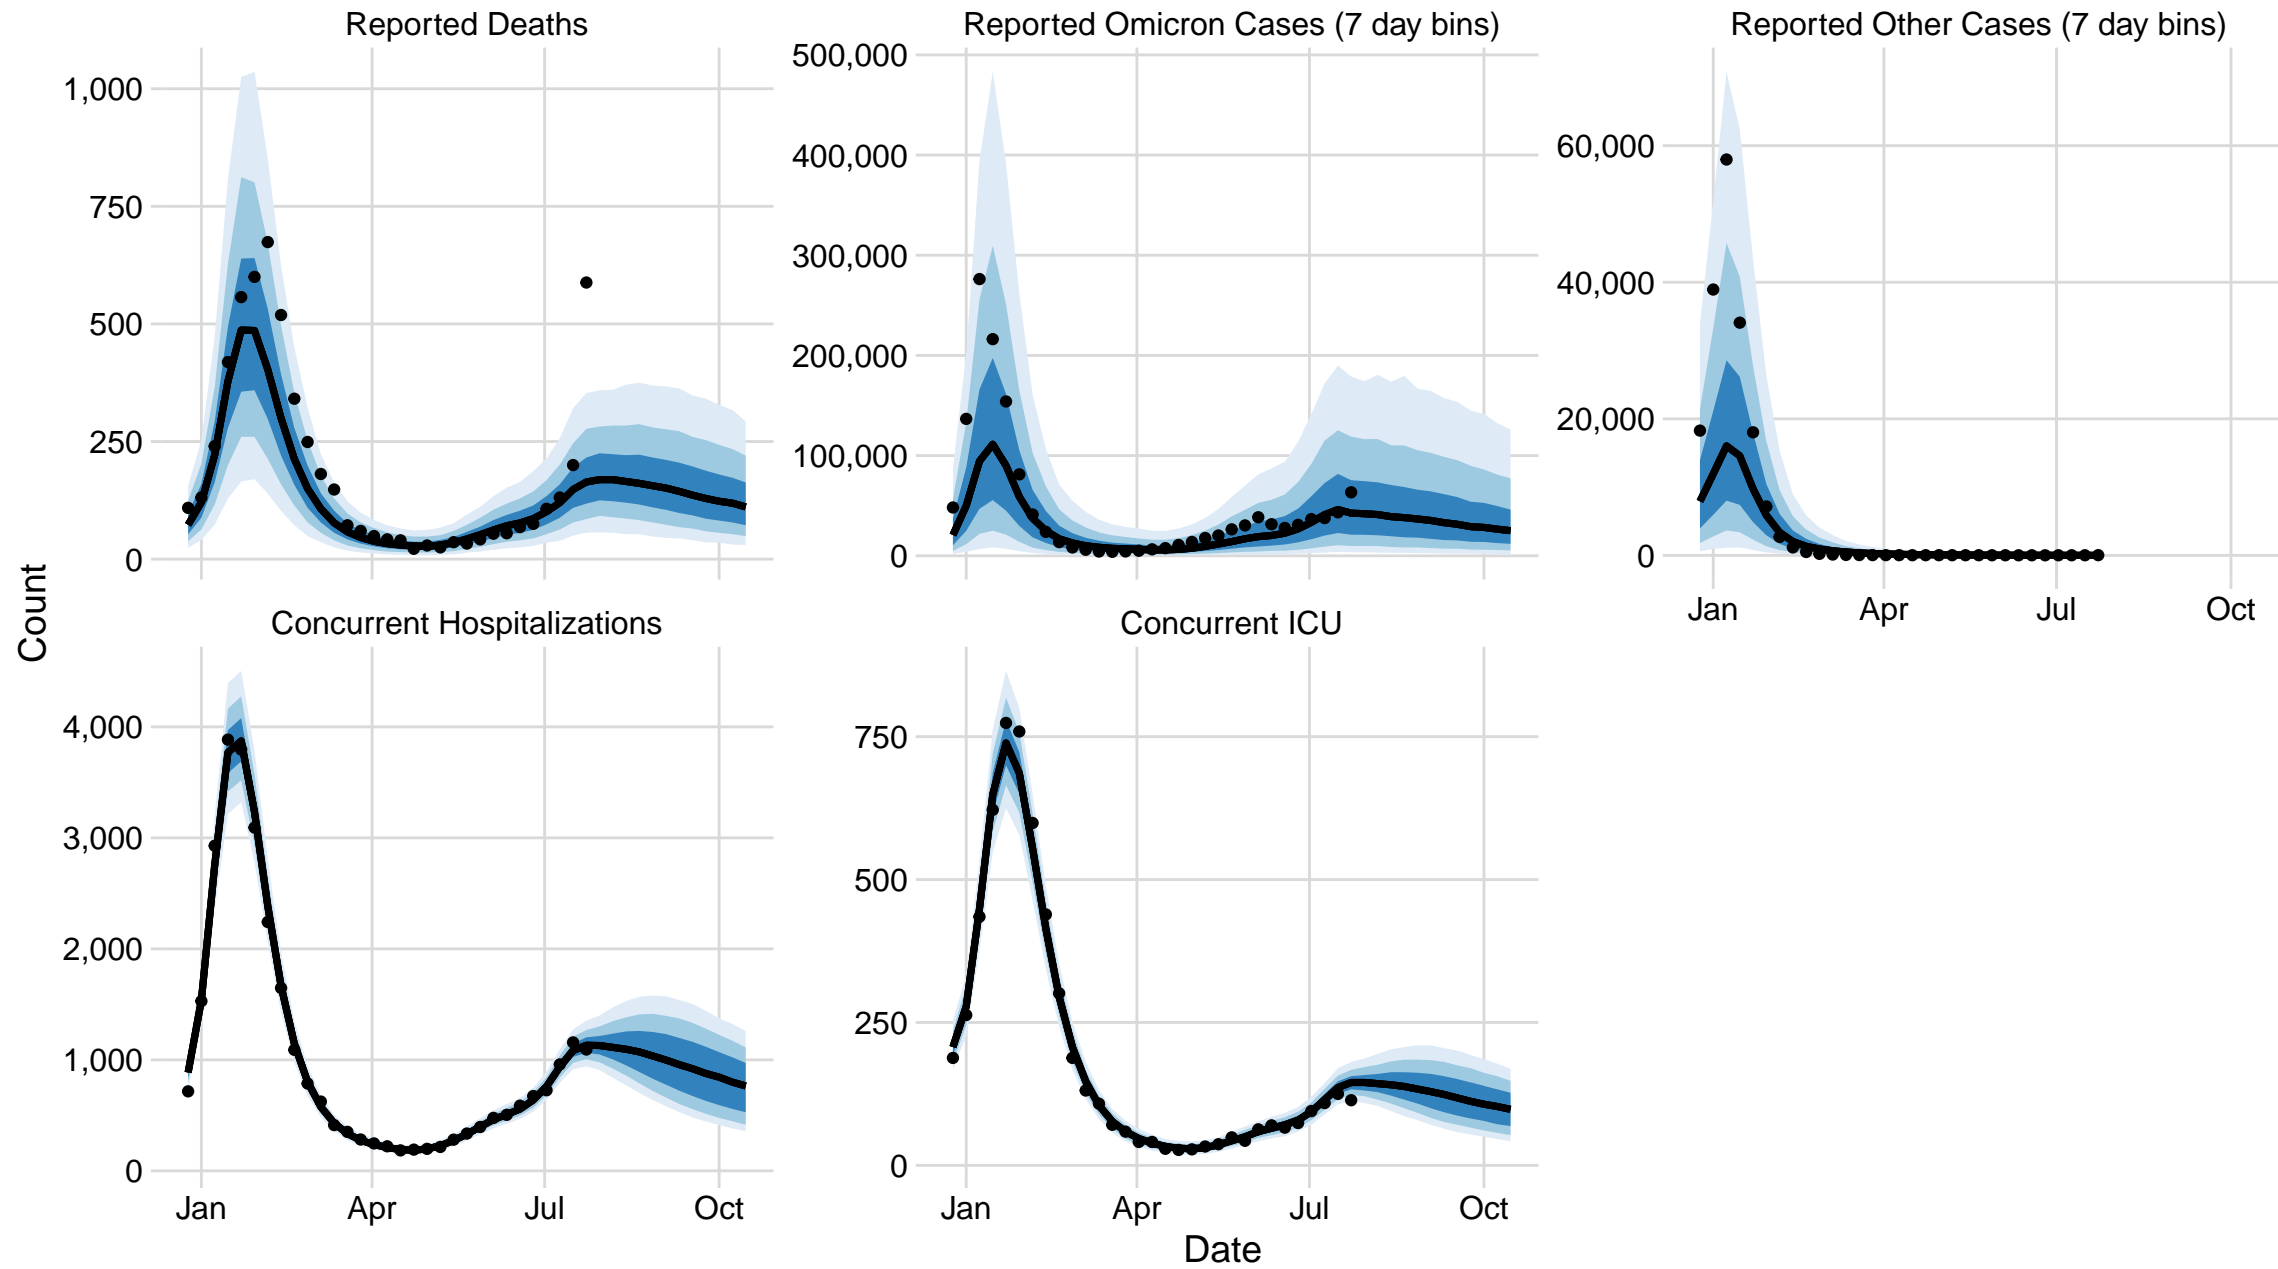 Reported Deaths
Reported Omicron Cases (7 day bins)
Reported Other Cases (7 day bins)
1,000
750
500
250
0
500,000
400,000
300,000
200,000
100,000
0
60,000
40,000
20,000
0
Jan Apr Jul Oct
Count
Concurrent Hospitalizations
Concurrent ICU
4,000
3,000
2,000
1,000
0
750
500
250
0
Jan Apr Jul Oct
Jan Apr Jul Oct
Date